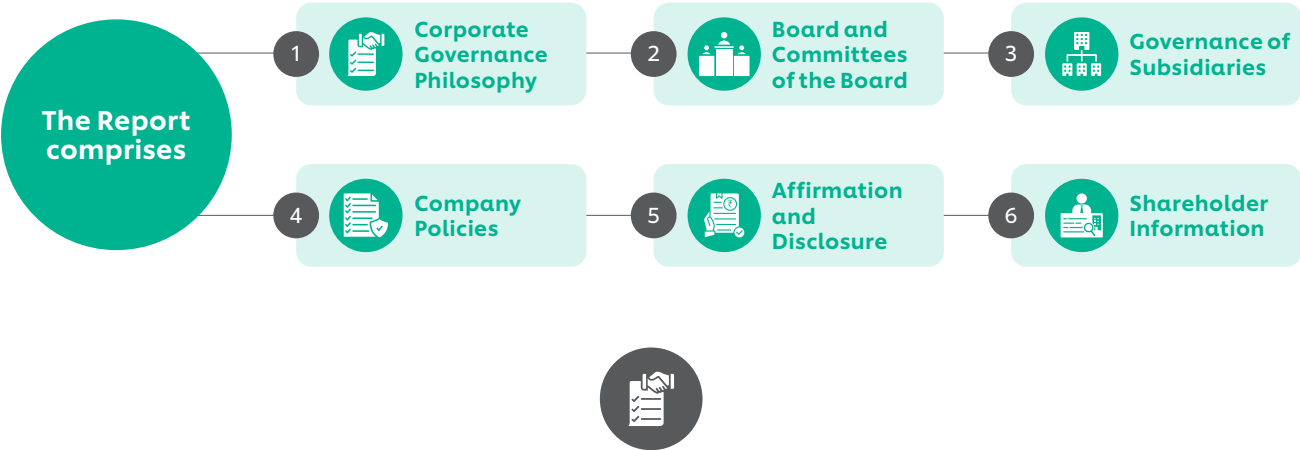 The Report
comprises
1
Corporate
Governance
Philosophy
2
Board and
Committees
of the Board
3
Governance of
Subsidiaries
4
Company
Policies
5
₹
Affirmation
and
Disclosure
6
Shareholder
Information